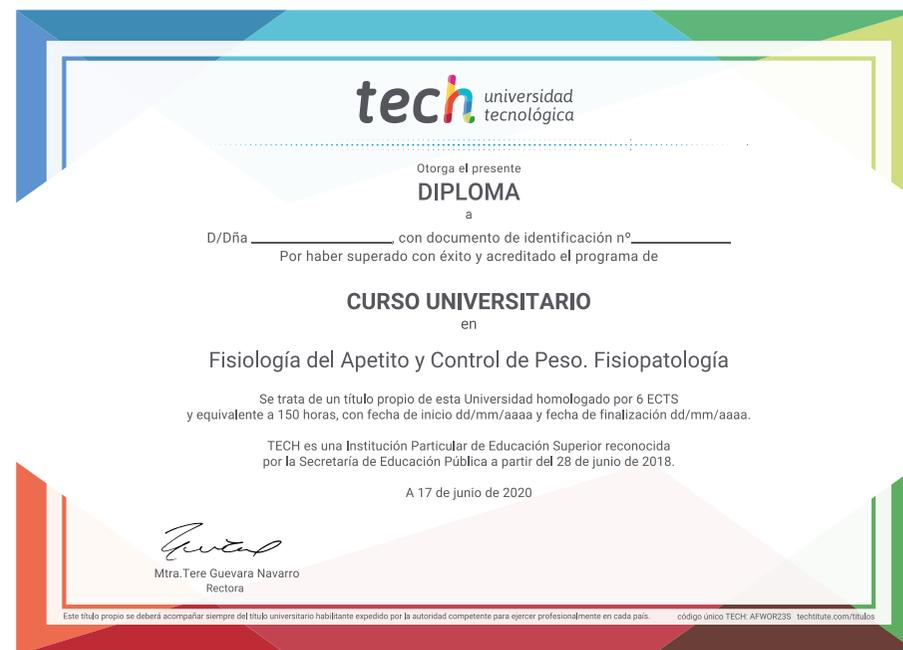 tech universidad
tecnológica
Otorga el presente
DIPLOMA
a
D/Dña ____________, con documento de identificación nº____________
Por haber superado con éxito y acreditado el programa de
CURSO UNIVERSITARIO
en
Fisiología del Apetito y Control de Peso. Fisiopatología
Se trata de un título propio de esta Universidad homologado por 6 ECTS
y equivalente a 150 horas, con fecha de inicio dd/mm/aaaa y fecha de finalización dd/mm/aaaa.
TECH es una Institución Particular de Educación Superior reconocida
por la Secretaría de Educación Pública a partir del 28 de junio de 2018.
A 17 de junio de 2020
Mtra.Tere Guevara Navarro
Rectora
Este título propio se deberá acompañar siempre del título universitario habilitante expedido por la autoridad competente para ejercer profesionalmente en cada país. código único TECH: AFWOR23S techtitute.com/titulos